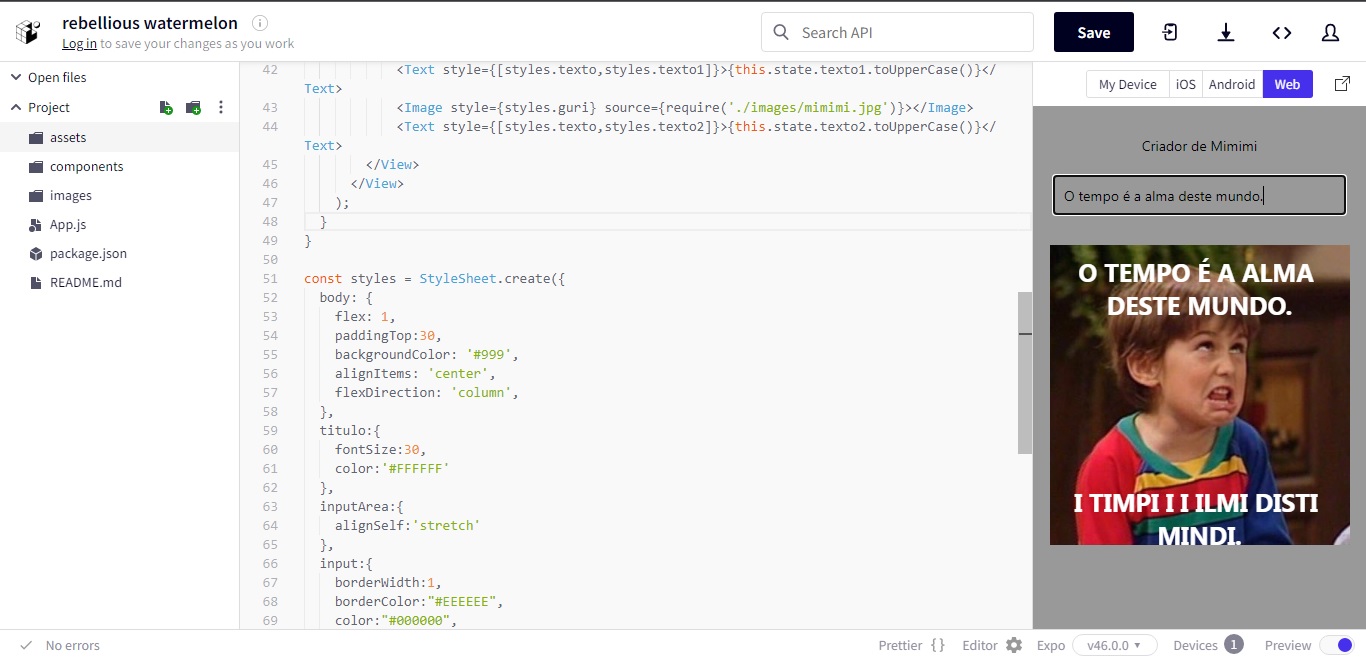 rebellious watermelon
Log in to save your changes as you work
Search API
Save
Open files
Project
assets
components
images
App.js
package.json
README.md
42 <Text style={[styles.texto,styles.texto1]}>{this.state.texto1.toUpperCase()}</
Text>
43 <Image style={styles.guri} source={require('./images/mimimi.jpg')}></Image>
44 <Text style={[styles.texto,styles.texto2]}>{this.state.texto2.toUpperCase()}</
Text>
45 </View>
46 </View>
47 );
48 }
49 }
50
51 const styles = StyleSheet.create({
52 body: {
53 flex: 1,
54 paddingTop:30,
55 backgroundColor: '#999',
56 alignItems: 'center',
57 flexDirection: 'column',
58 },
59 titulo:{
60 fontSize:30,
61 color:'#FFFFFF'
62 },
63 inputArea:{
64 alignSelf:'stretch'
65 },
66 input:{
67 borderWidth:1,
68 borderColor:"#EEEEEE",
69 color:"#000000",
My Device iOS Android Web
Criador de Mimimi
O tempo é a alma deste mundo.
O TEMPO É A ALMA
DESTE MUNDO.
I TIMPI I I ILMI DISTI
MINDI.
No errors
Prettier {} Editor Expo v46.0.0 Devices 1 Preview